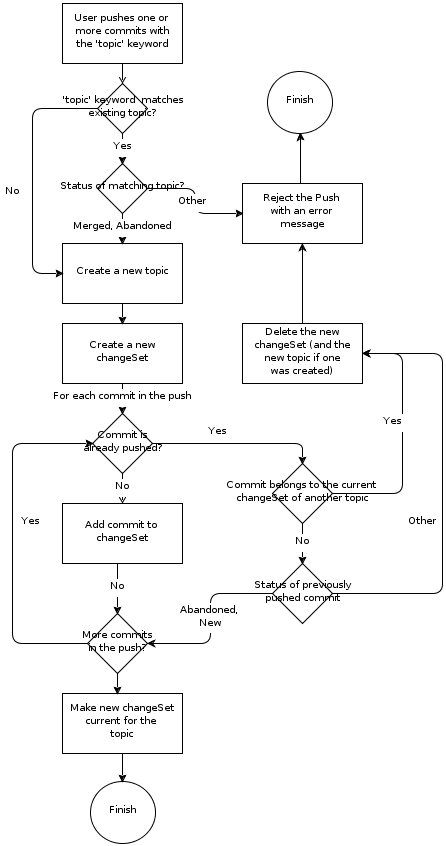 User pushes one or
more commits with
the 'topic' keyword
'topic' keyword matches
existing topic?
Finish
Yes
No
Status of matching topic?
Other
Reject the Push
with an error
message
Merged, Abandoned
Create a new topic
Create a new
changeSet
Delete the new
changeSet (and the
new topic if one
was created)
For each commit in the push
Commit is
already pushed?
Yes
Yes
No
Commit belongs to the current
changeSet of another topic
Yes
Other
Add commit to
changeSet
No
No
Status of previously
pushed commit
Abandoned,
New
More commits
in the push?
Make new changeSet
current for the
topic
Finish